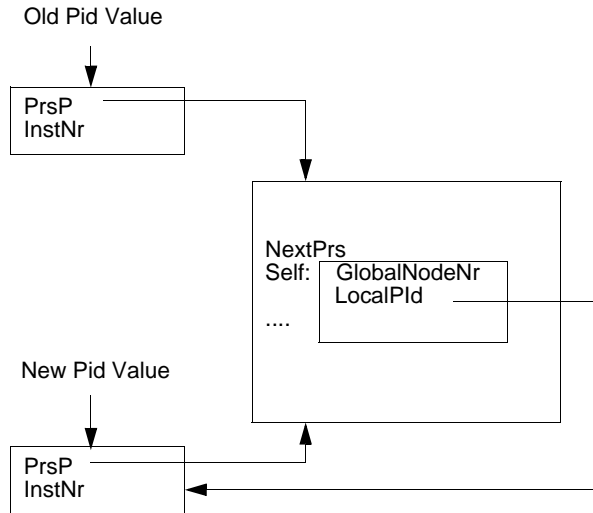 Old Pid Value
PrsP
InstNr
NextPrs
Self: GlobalNodeNr
LocalPId
....
New Pid Value
PrsP
InstNr